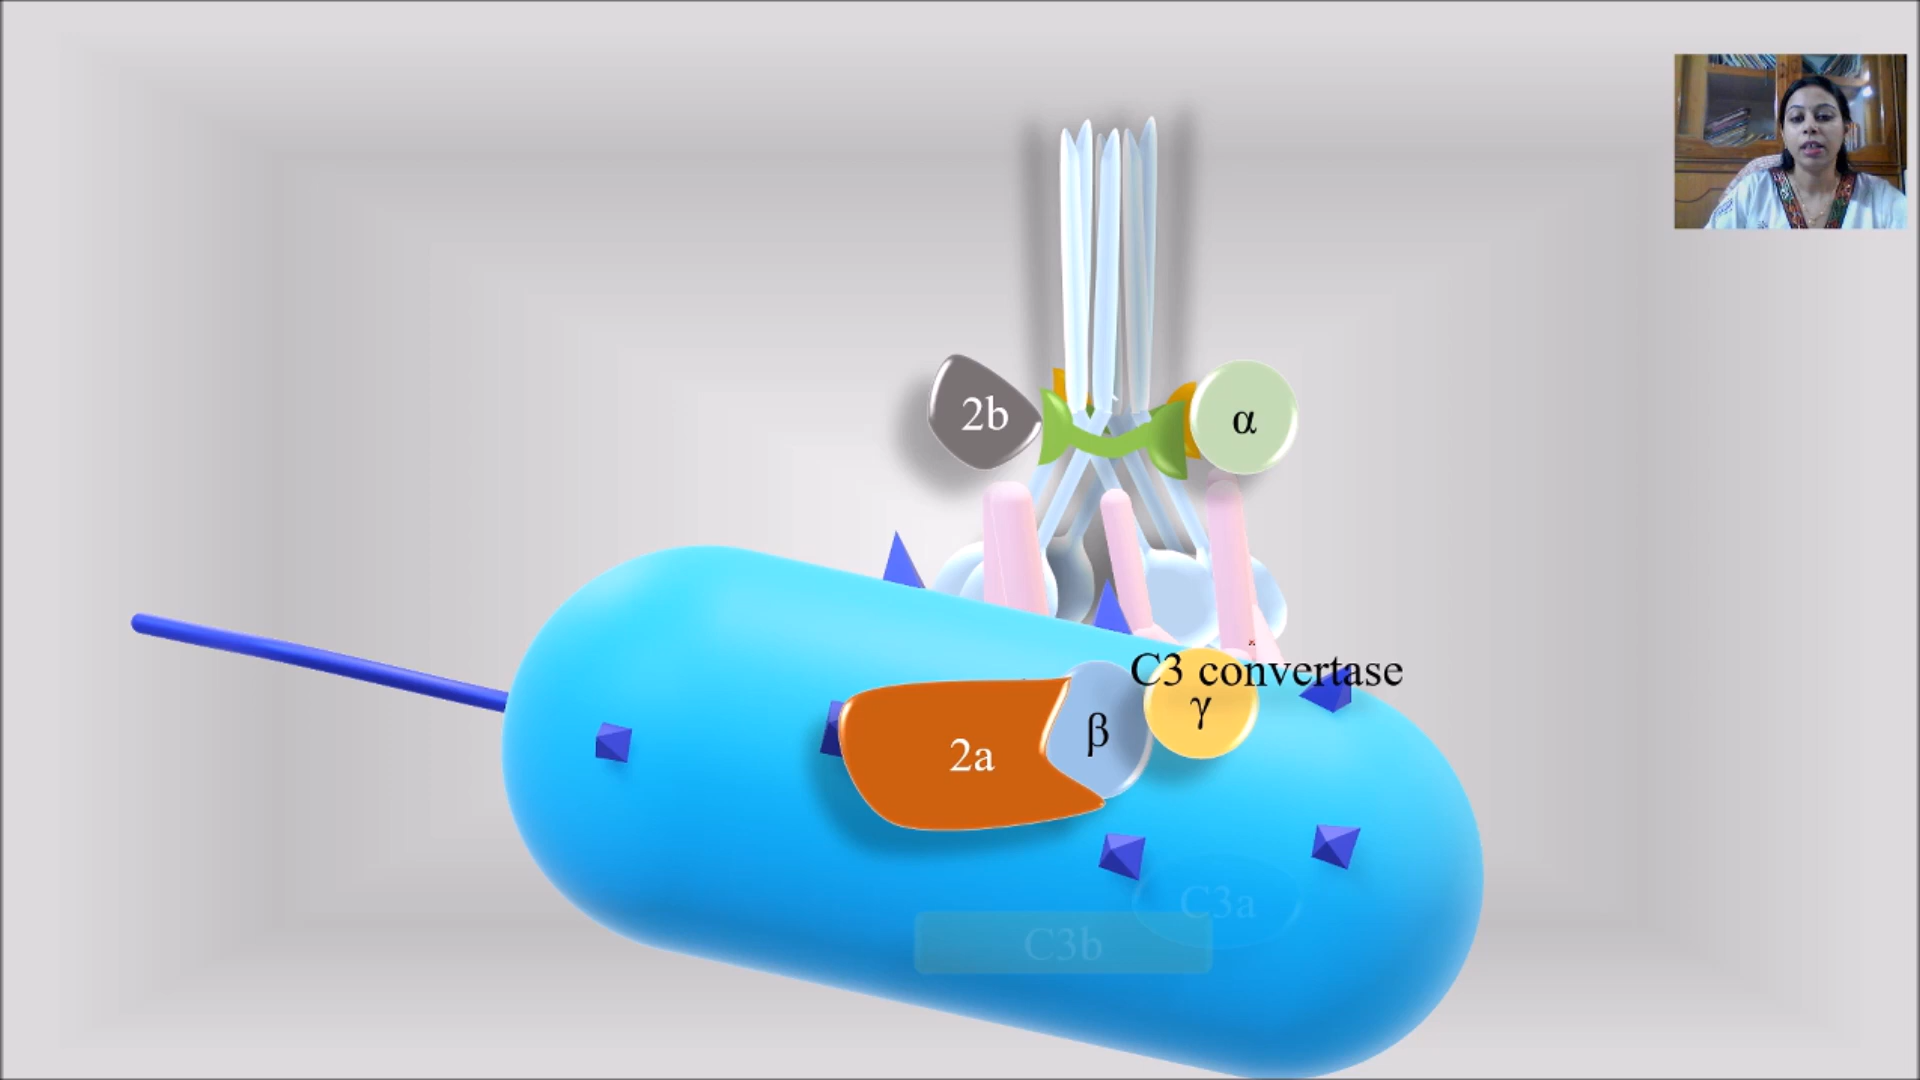 2b
α
C3 convertase
γ
β
2a
C3a
C3b